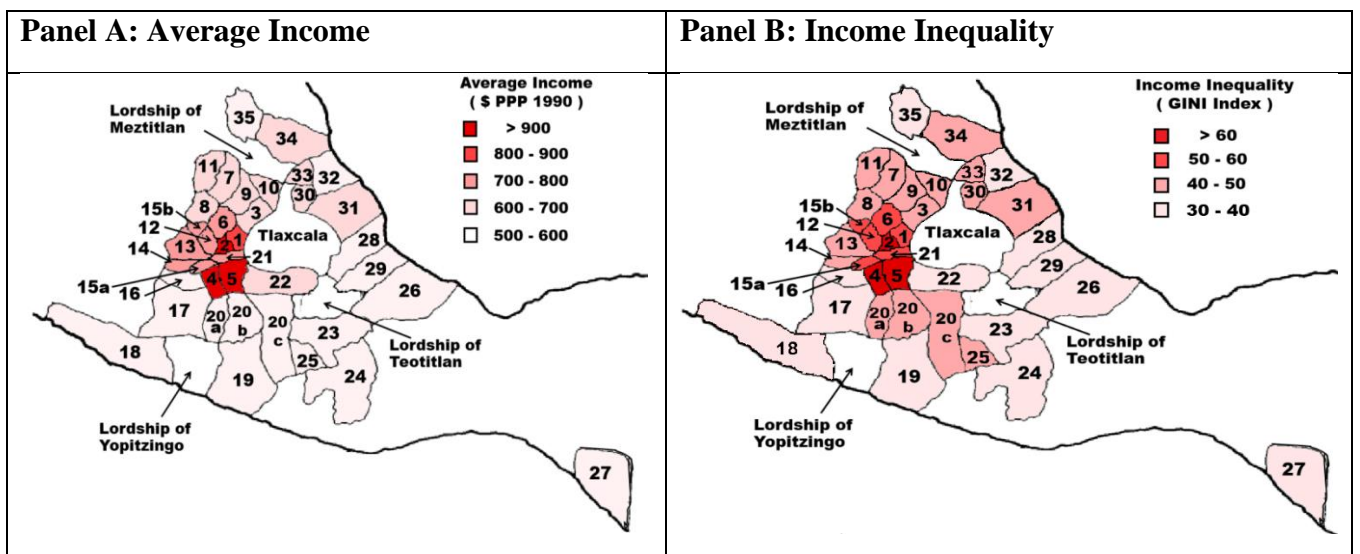 Panel A: Average Income
Average Income
( $ PPP 1990 )
> 900
800 - 900
700 - 800
600 - 700
500 - 600
Lordship of
Meztitlan
35
34
11
7
33
32
10
9
30
8
3
31
15b
6
12
1
2
Tlaxcala
13
28
14
21
29
4
5
22
15a
26
16
17
20
a
20
b
20
c
23
Lordship of
Teotitlan
18
25
19
24
Lordship of
Yopitzingo
27
Panel B: Income Inequality
Income Inequality
( GINI Index )
> 60
50 - 60
40 - 50
30 - 40
Lordship of
Meztitlan
35
34
11
7
33
32
10
9
30
8
3
31
15b
6
12
1
2
Tlaxcala
13
28
14
21
29
4
5
22
15a
26
16
17
20
a
20
b
20
c
23
Lordship of
Teotitlan
18
25
19
24
Lordship of
Yopitzingo
27